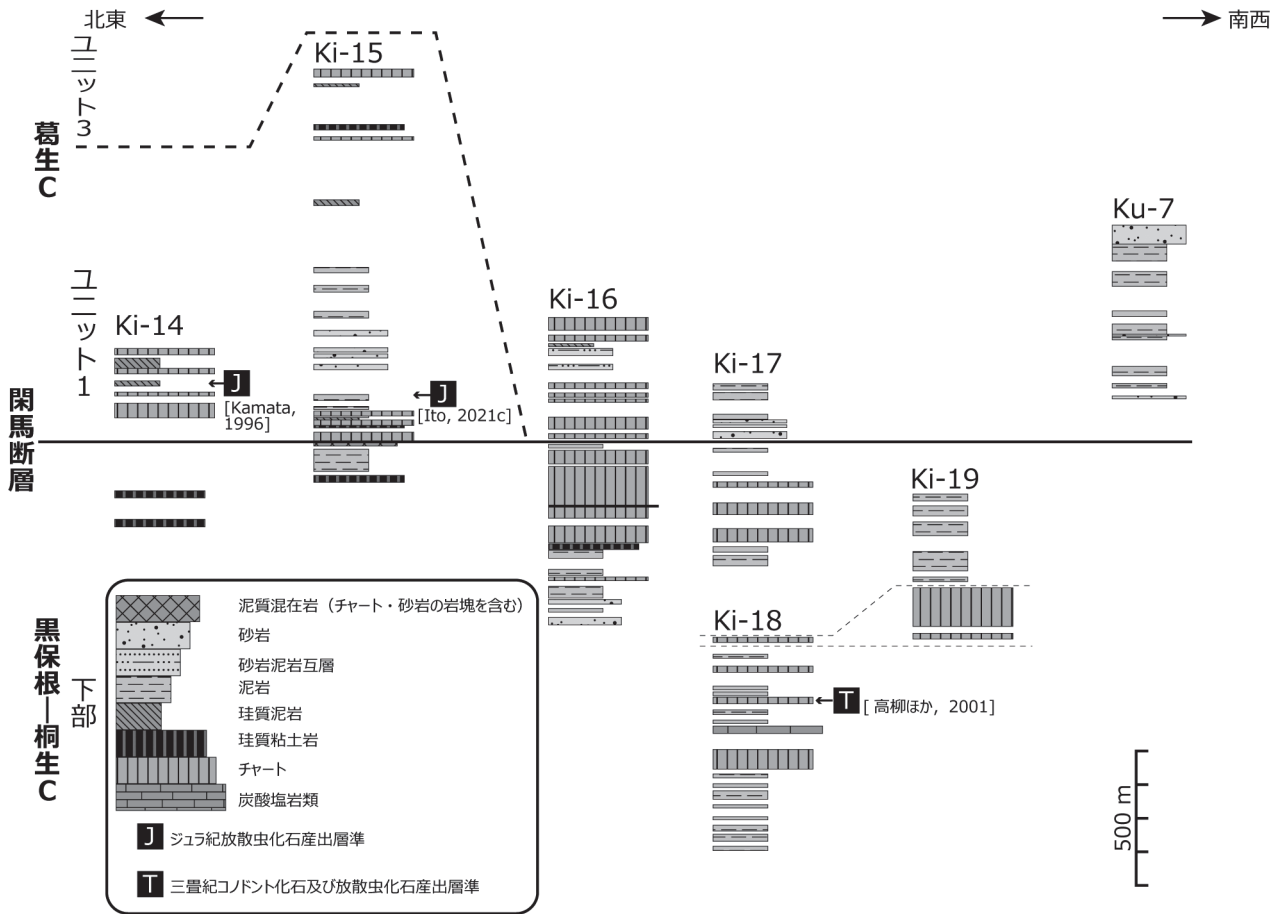 北東
南西
ユニット3
葛生C
ユニット1
閑馬断層
黒保根―桐生C
下部
Ki-14
Ki-15
Ki-16
Ki-17
Ku-7
Ki-18
Ki-19
J
[Kamata,
1996]
J
[Ito, 2021c]
T
[ 高柳ほか, 2001]
泥質混在岩（チャート・砂岩の岩塊を含む）
砂岩
砂岩泥岩互層
泥岩
珪質泥岩
珪質粘土岩
チャート
炭酸塩岩類
J ジュラ紀放散虫化石産出層準
T 三畳紀コノドント化石及び放散虫化石産出層準
500 m